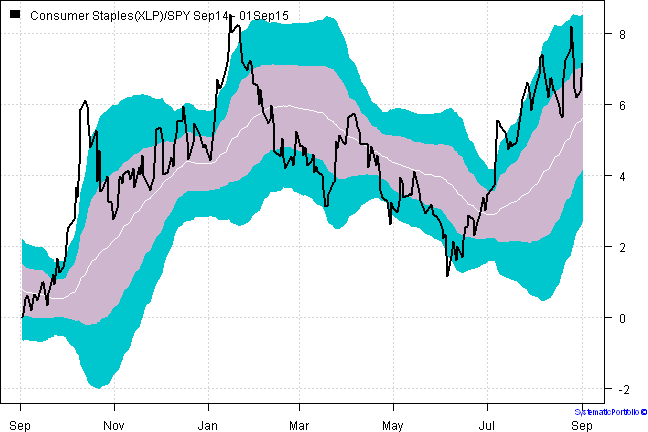 Consumer Staples(XLP)/SPY Sep14 - 01Sep15
8
6
4
2
0
-2
SystematicPortfolio ©
Sep Nov Jan Mar May Jul Sep